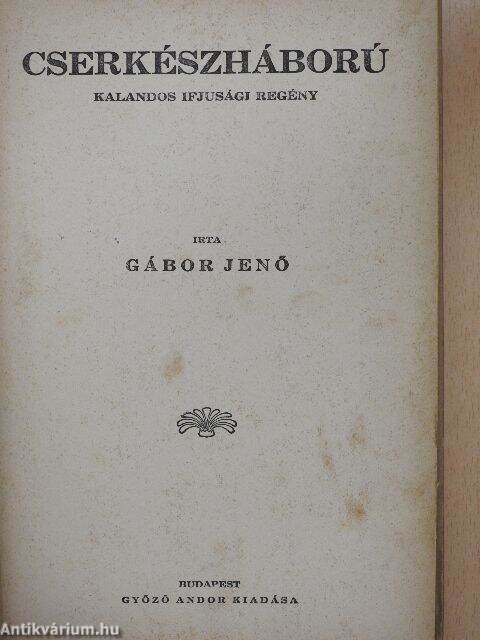 CSERKÉSZHÁBORÚ
KALANDOS IFJUSÁGI REGÉNY
IRTA
GÁBOR JENŐ
BUDAPEST
GYŐZŐ ANDOR KIADÁSA
Antikvárium.hu